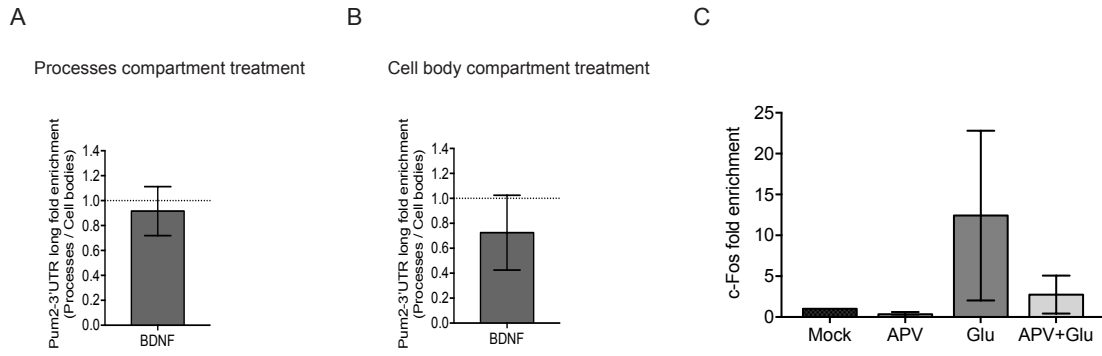 A
Processes compartment treatment
Pum2-3'UTR long fold enrichment
(Processes / Cell bodies)
1.4
1.2
1.0
0.8
0.6
0.4
0.2
0.0
BDNF
B
Cell body compartment treatment
Pum2-3'UTR long fold enrichment
(Processes / Cell bodies)
1.4
1.2
1.0
0.8
0.6
0.4
0.2
0.0
BDNF
C
c-Fos fold enrichment
25
20
15
10
5
0
Mock APV Glu APV+Glu